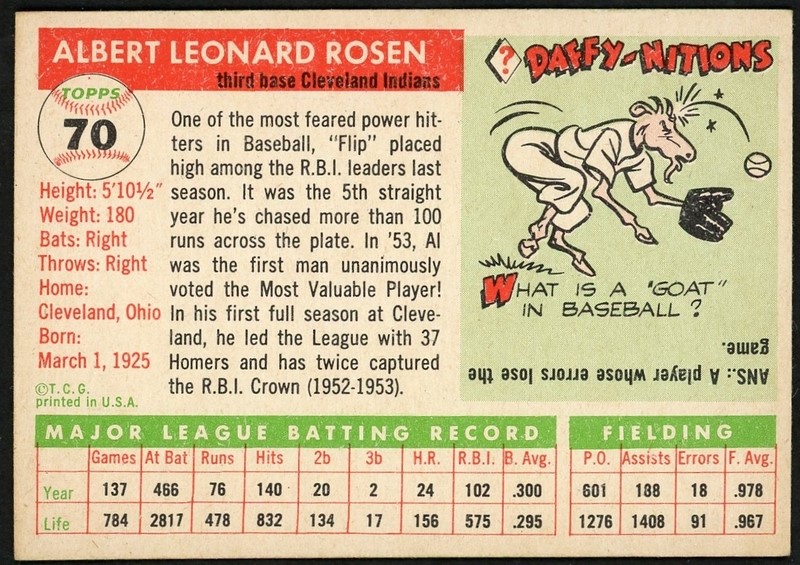 ALBERT LEONARD ROSEN
third base Cleveland Indians
TOPPS
70
Height: 5'10½"
Weight: 180
Bats: Right
Throws: Right
Home:
Cleveland, Ohio
Born:
March 1, 1925
©T.C.G.
printed in U.S.A.
One of the most feared power hit-
ters in Baseball, "Flip" placed
high among the R.B.I. leaders last
season. It was the 5th straight
year he's chased more than 100
runs across the plate. In '53, Al
was the first man unanimously
voted the Most Valuable Player!
In his first full season at Cleve-
land, he led the League with 37
Homers and has twice captured
the R.B.I. Crown (1952-1953).
? DAFFY-NITIONS
WHAT IS A "GOAT"
IN BASEBALL?
ANS.: A player whose errors lose the
game.
MAJOR LEAGUE BATTING RECORD
Games At Bat Runs Hits 2b 3b H.R. R.B.I. B. Avg.
Year 137 466 76 140 20 2 24 102 .300
Life 784 2817 478 832 134 17 156 575 .295
FIELDING
P.O. Assists Errors F. Avg.
601 188 18 .978
1276 1408 91 .967